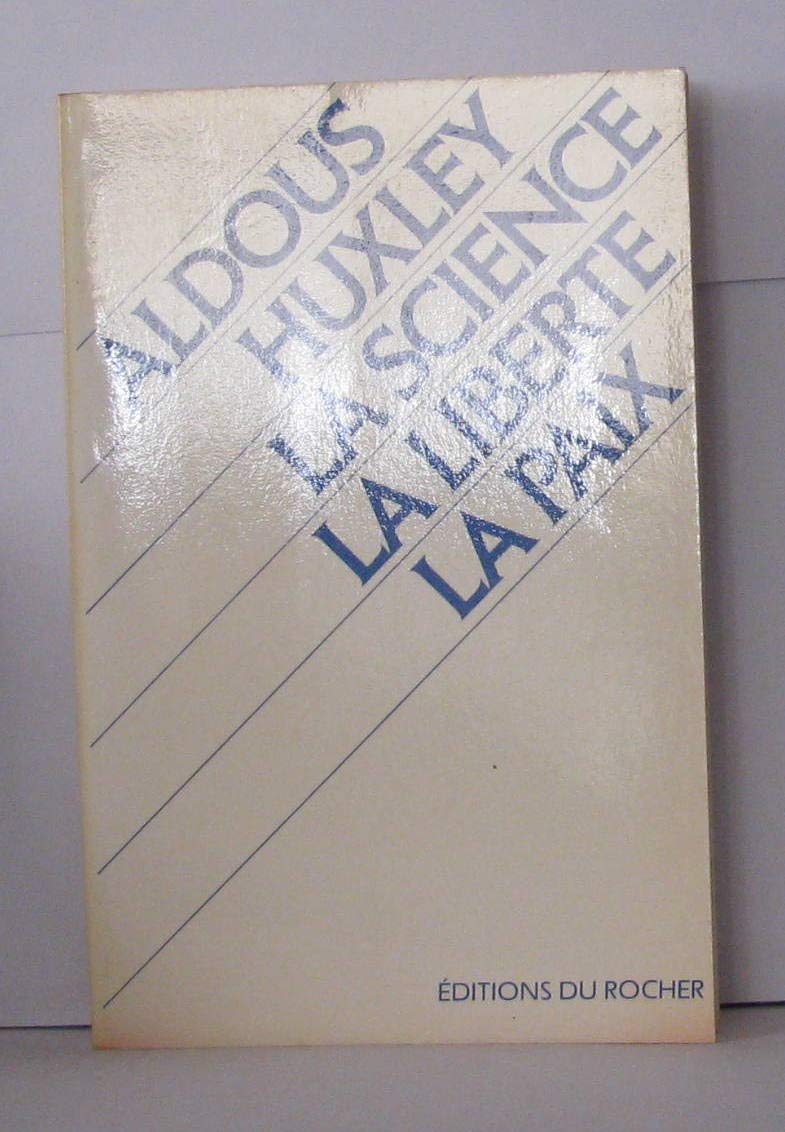 ALDOUS
HUXLEY
LA SCIENCE
LA LIBERTE
LA PAIX
ÉDITIONS DU ROCHER